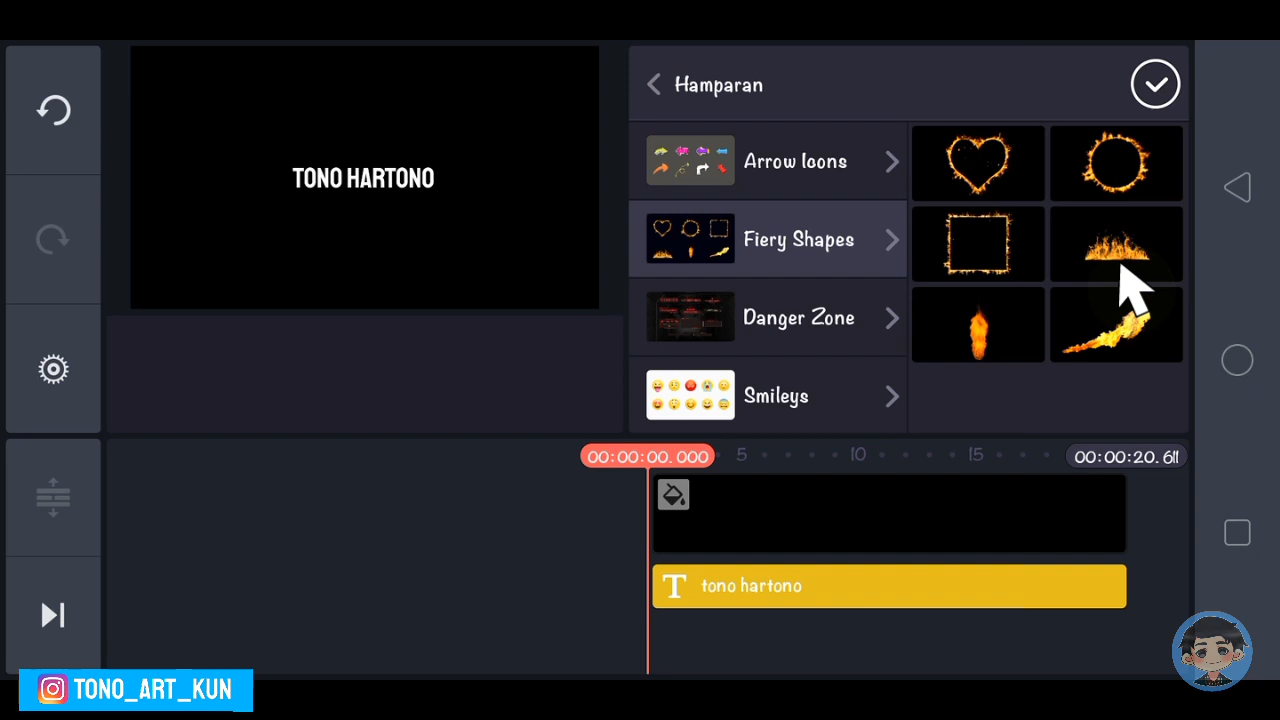 Hamparan
TONO HARTONO
Arrow Icons
Fiery Shapes
Danger Zone
Smileys
00:00:00.000
5
10
15
00:00:20.611
T tono hartono
TONO_ART_KUN